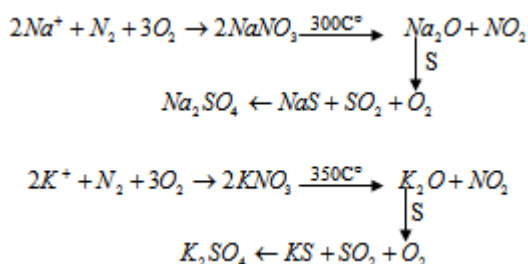 2Na⁺ + N₂ + 3O₂ → 2NaNO₃ 300C° → Na₂O + NO₂
S
Na₂SO₄ ← NaS + SO₂ + O₂
2K⁺ + N₂ + 3O₂ → 2KNO₃ 350C° → K₂O + NO₂
S
K₂SO₄ ← KS + SO₂ + O₂